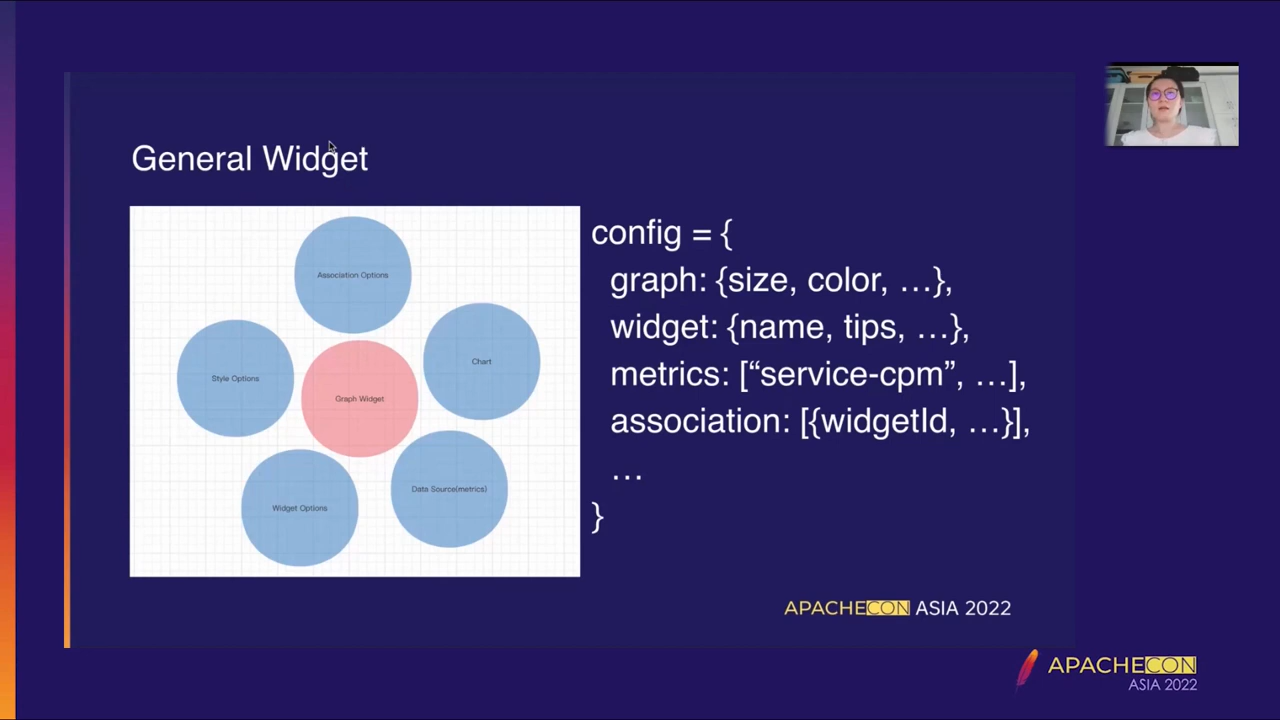 General Widget
Association Options
Chart
Style Options
Graph Widget
Data Source(metrics)
Widget Options
config = {
graph: {size, color, …},
widget: {name, tips, …},
metrics: [“service-cpm”, …],
association: [{widgetId, …}],
…
}
APACHECON ASIA 2022
APACHECON
ASIA 2022